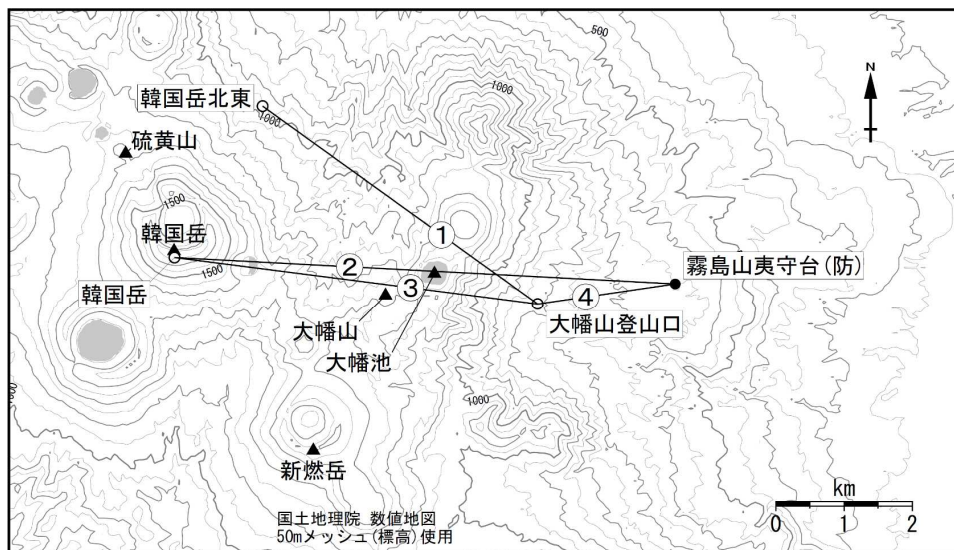 500
N
韓国岳北東
1000
1000
硫黄山
1500
韓国岳
①
1500
②
霧島山夷守台(防)
韓国岳
③
④
大幡山
大幡山登山口
大幡池
1000
新燃岳
km
国土地理院 数値地図
50mメッシュ(標高)使用
0 1 2